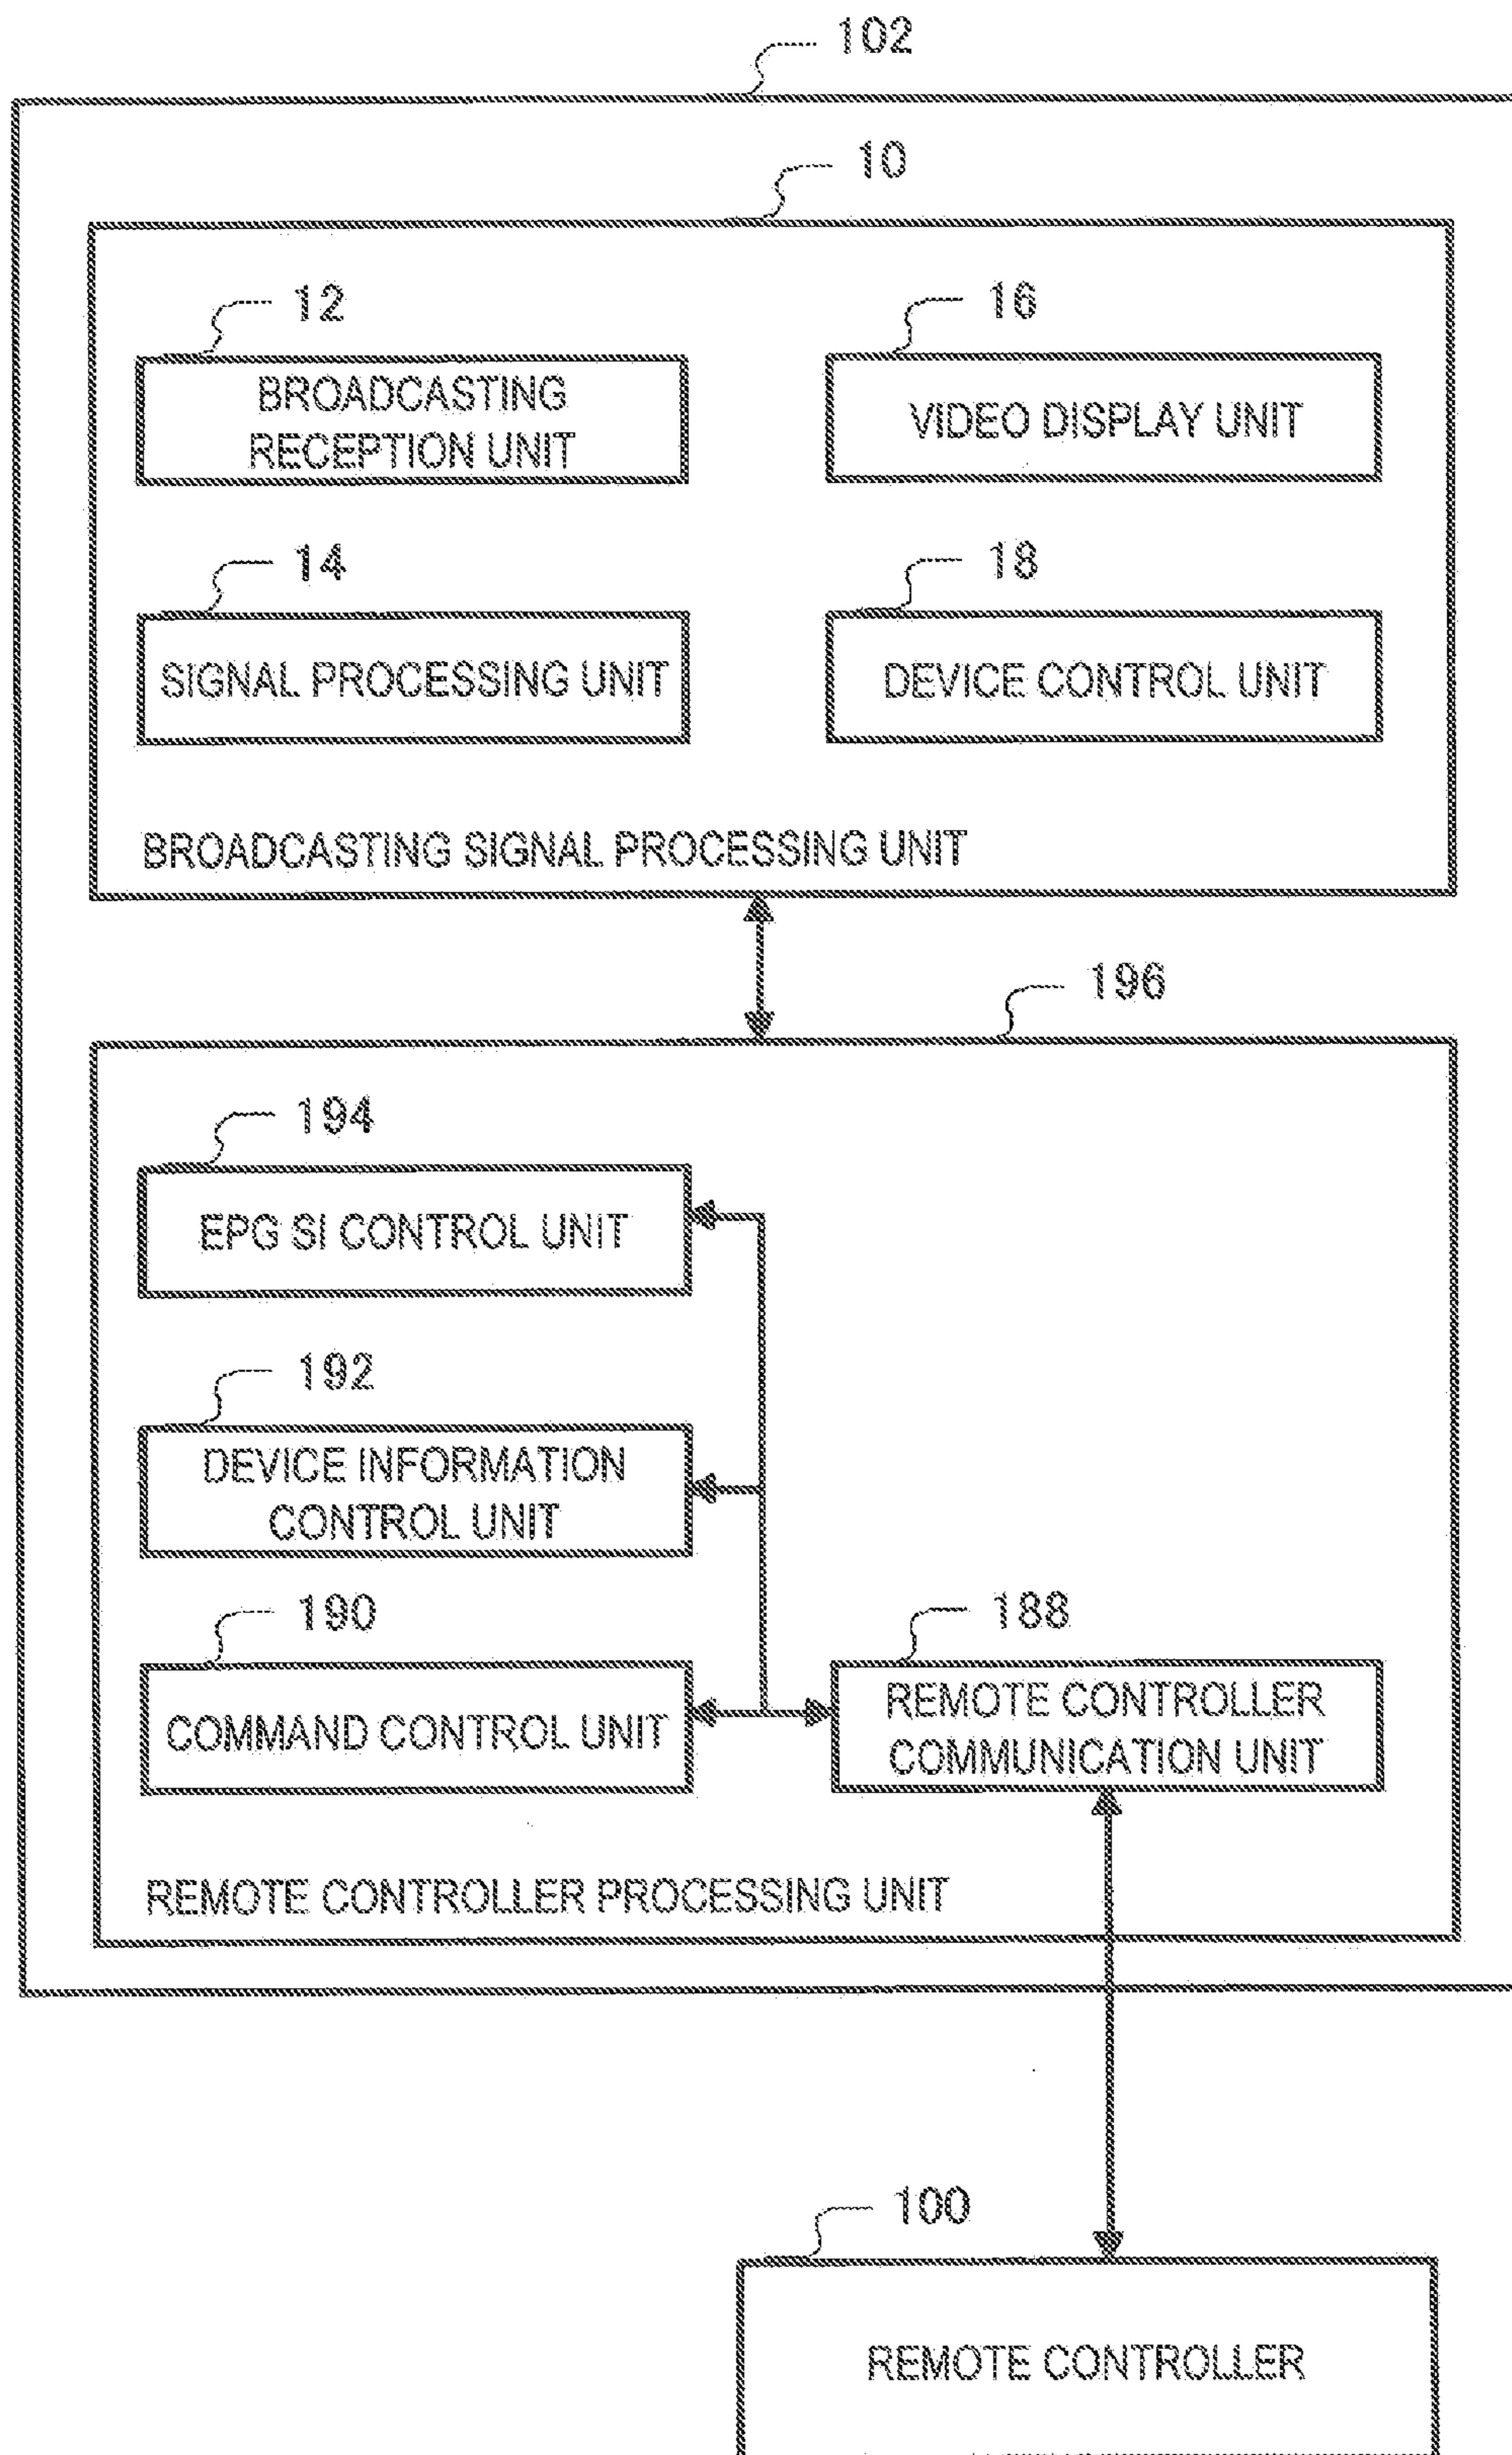 102
10
12
16
BROADCASTING
RECEPTION UNIT
VIDEO DISPLAY UNIT
14
18
SIGNAL PROCESSING UNIT
DEVICE CONTROL UNIT
BROADCASTING SIGNAL PROCESSING UNIT
196
194
EPG SI CONTROL UNIT
192
DEVICE INFORMATION
CONTROL UNIT
190
188
COMMAND CONTROL UNIT
REMOTE CONTROLLER
COMMUNICATION UNIT
REMOTE CONTROLLER PROCESSING UNIT
100
REMOTE CONTROLLER